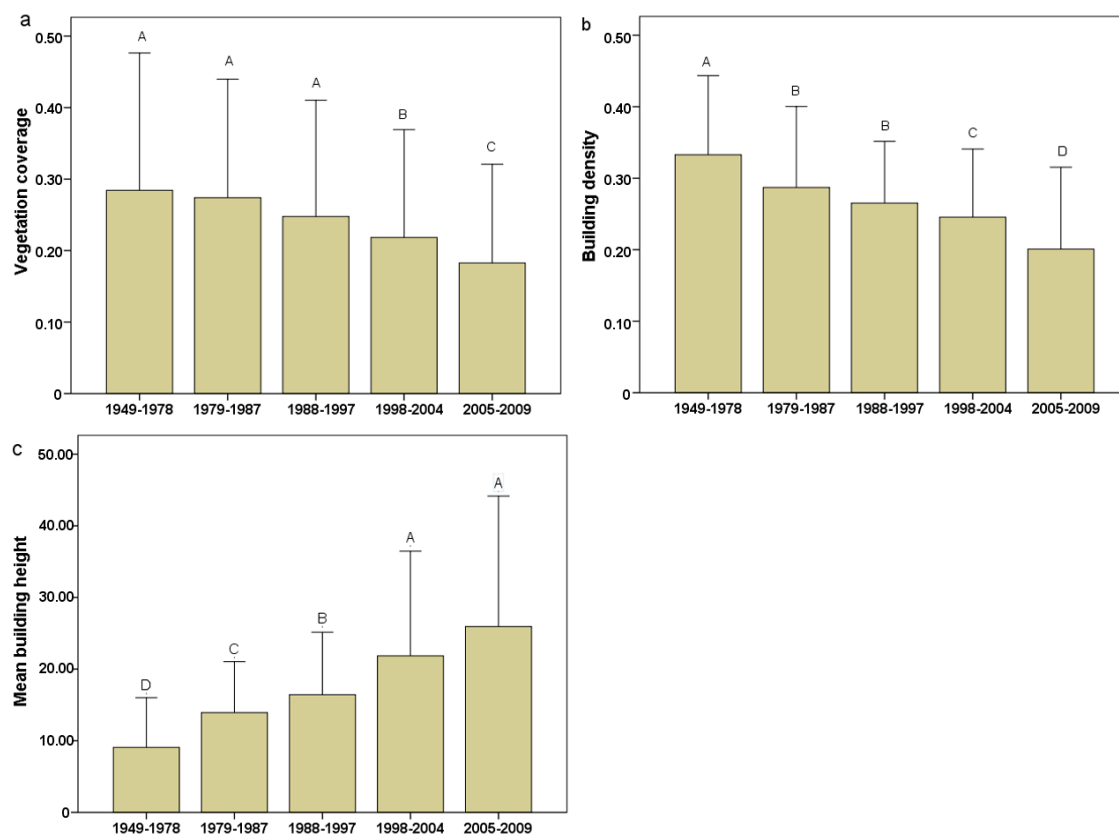 a
Vegetation coverage
0.50
0.40
0.30
0.20
0.10
0
A
A
A
B
C
1949-1978
1979-1987
1988-1997
1998-2004
2005-2009
b
Building density
0.50
0.40
0.30
0.20
0.10
0
A
B
B
C
D
1949-1978
1979-1987
1988-1997
1998-2004
2005-2009
c
Mean building height
50.00
40.00
30.00
20.00
10.00
0
D
C
B
A
A
1949-1978
1979-1987
1988-1997
1998-2004
2005-2009